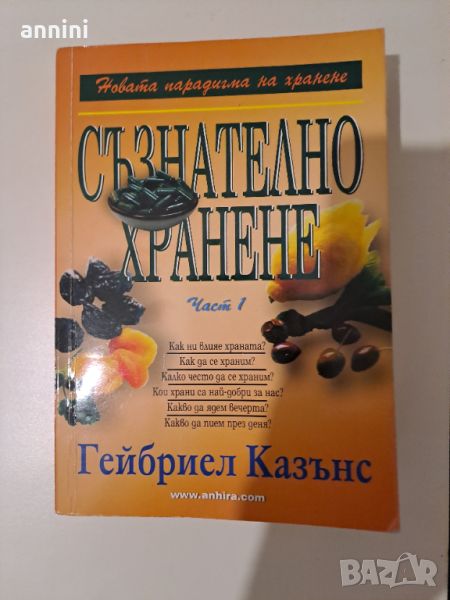 annini
Новата парадигма на хранене
СЪЗНАТЕЛНО
ХРАНЕНЕ
Част 1
Как ни влияе храната?
Как да се храним?
Калко често да се храним?
Кои храни са най-добри за нас?
Какво да ядем вечерта?
Какво да пием през деня?
Гейбриел Казънс
www.anhira.com
BAZAR